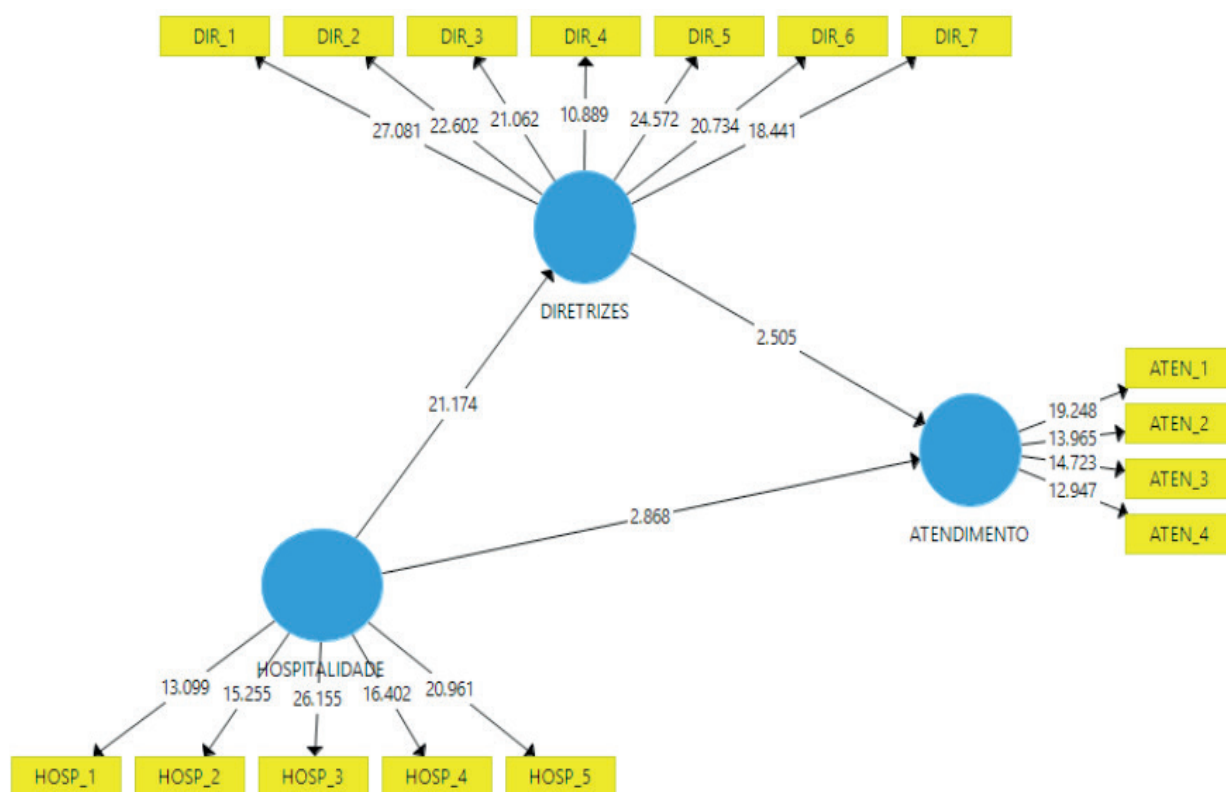 DIR_1 DIR_2 DIR_3 DIR_4 DIR_5 DIR_6 DIR_7
27.081 22.602 21.062 10.889 24.572 20.734 18.441
DIRETRIZES
2.505
21.174
ATEN_1
19.248
ATEN_2
13.965
ATEN_3
14.723
ATEN_4
12.947
ATENDIMENTO
2.868
HOSPITALIDADE
13.099 15.255 26.155 16.402 20.961
HOSP_1 HOSP_2 HOSP_3 HOSP_4 HOSP_5